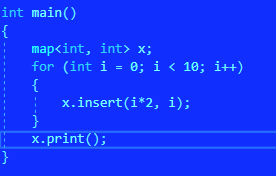 int main()
{
    map<int, int> x;
    for (int i = 0; i < 10; i++)
    {
        x.insert(i*2, i);
    }
    x.print();
}